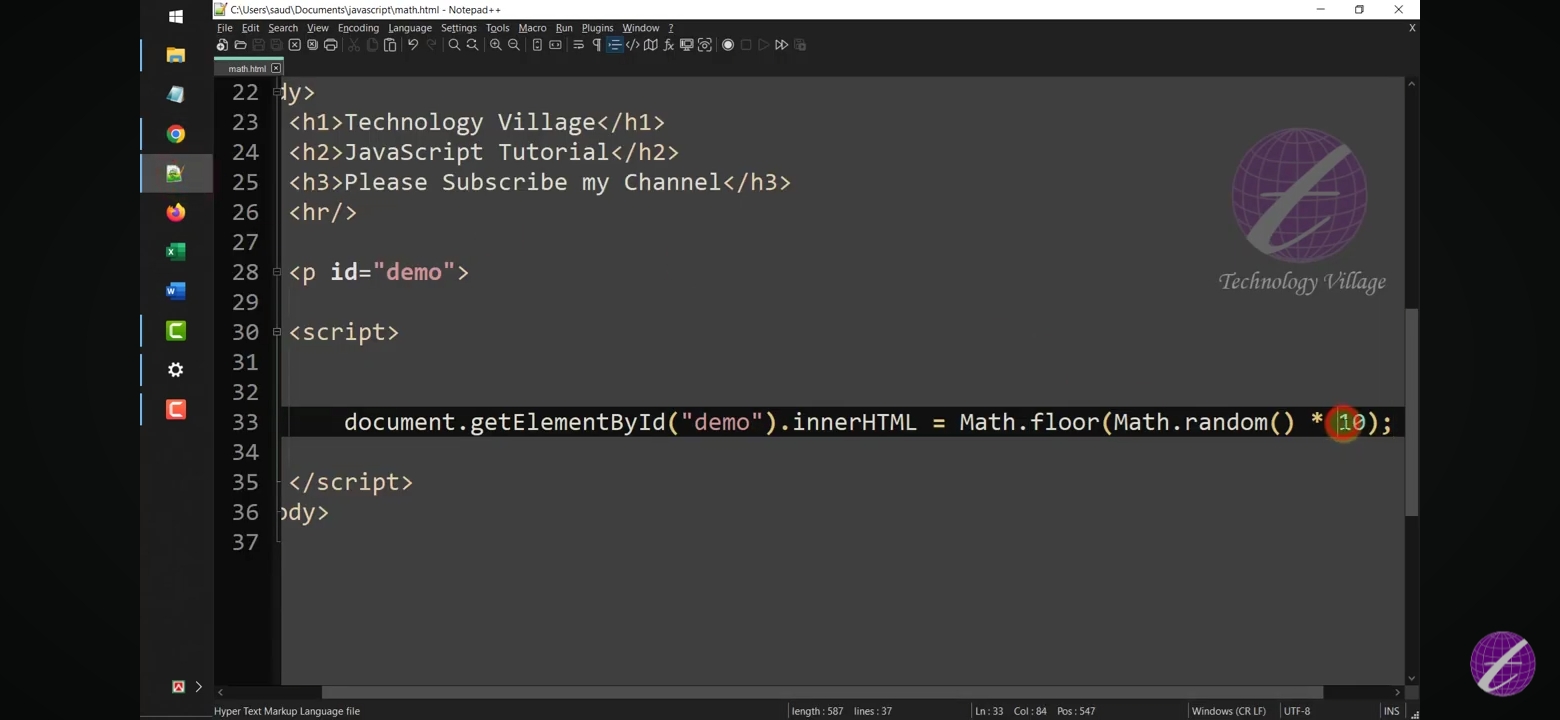 C:\Users\saud\Documents\javascript\math.html - Notepad++
File Edit Search View Encoding Language Settings Tools Macro Run Plugins Window ? X
math.html
22 dy>
23 <h1>Technology Village</h1>
24 <h2>JavaScript Tutorial</h2>
25 <h3>Please Subscribe my Channel</h3>
26 <hr/>
27
28 <p id="demo">
29
30 <script>
31
32
33 document.getElementById("demo").innerHTML = Math.floor(Math.random() * 10);
34
35 </script>
36 ody>
37
Technology Village
Hyper Text Markup Language file length : 587 lines : 37 Ln : 33 Col : 84 Pos : 547 Windows (CR LF) UTF-8 INS